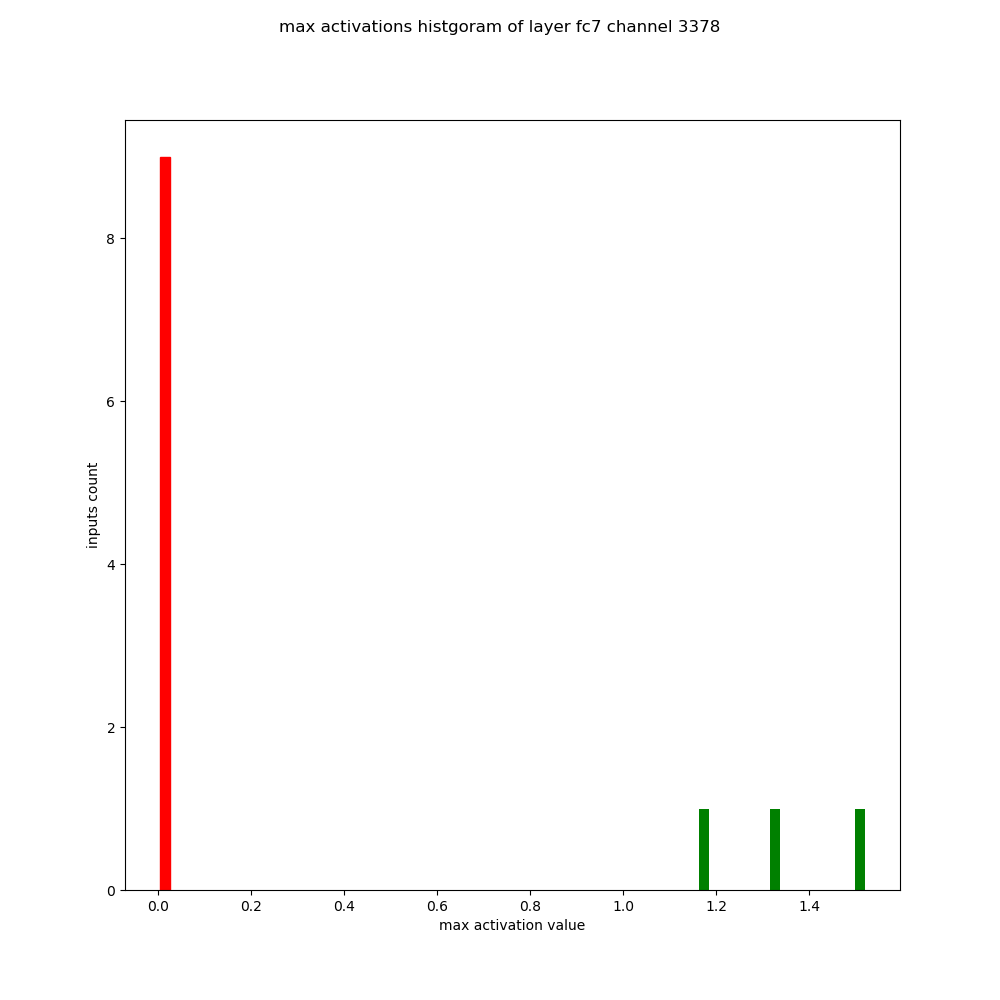 max activations histgoram of layer fc7 channel 3378
8
6
4
2
0
inputs count
0.0 0.2 0.4 0.6 0.8 1.0 1.2 1.4
max activation value